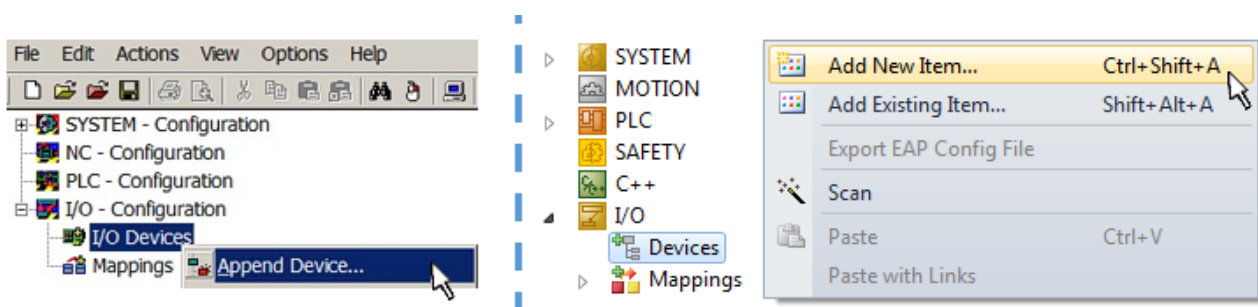 File Edit Actions View Options Help
SYSTEM - Configuration
NC - Configuration
PLC - Configuration
I/O - Configuration
I/O Devices
Mappings
Append Device...
SYSTEM
MOTION
PLC
SAFETY
C++
I/O
Devices
Mappings
Add New Item... Ctrl+Shift+A
Add Existing Item... Shift+Alt+A
Export EAP Config File
Scan
Paste Ctrl+V
Paste with Links